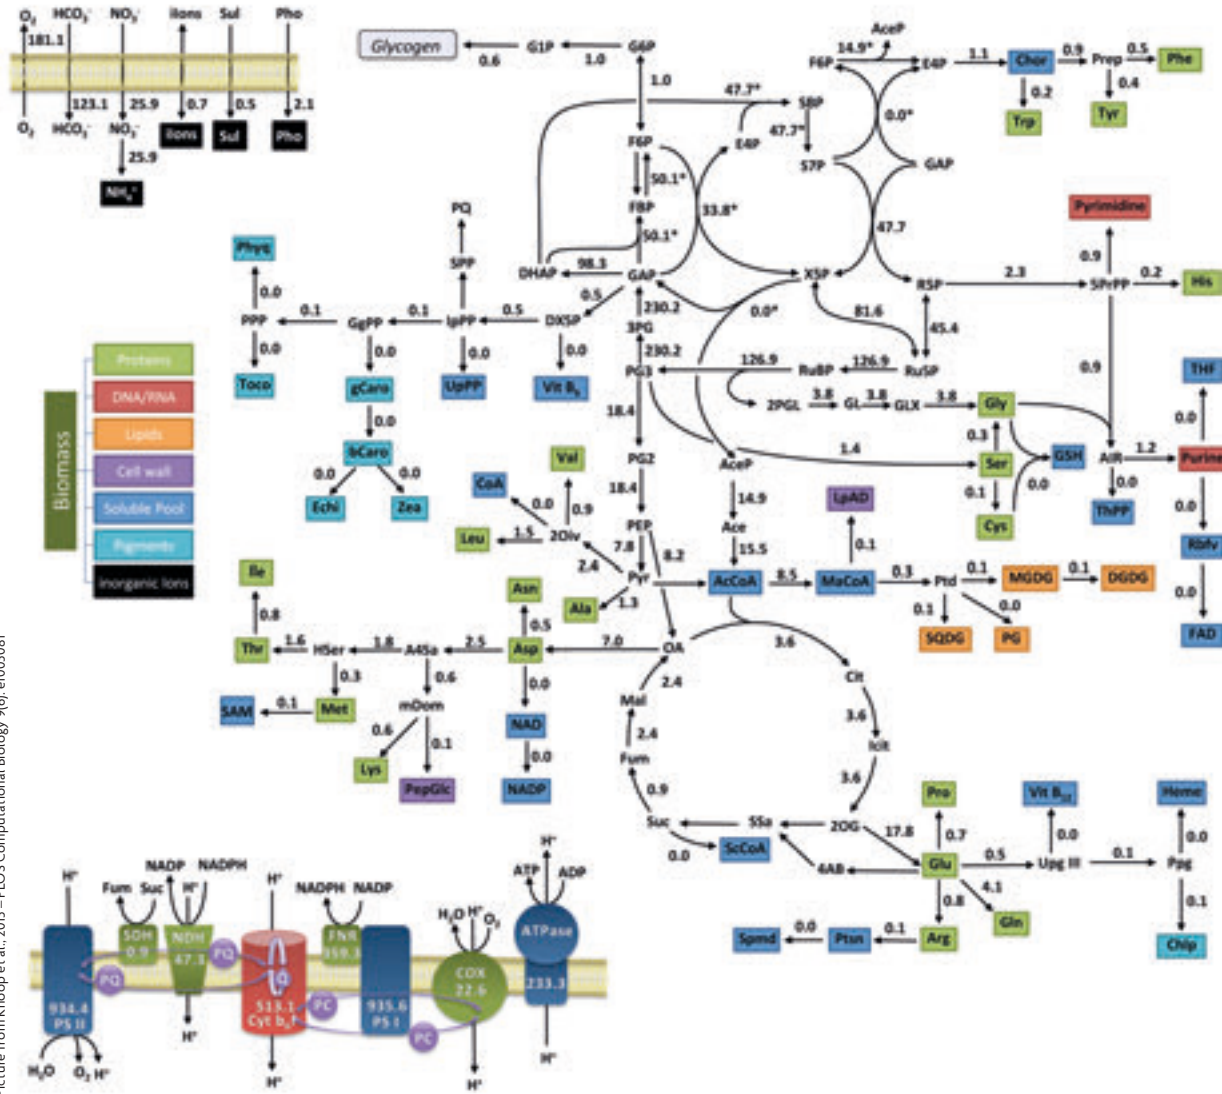 O₂ HCO₃⁻ NO₃⁻ iIons Sul Pho
181.1
123.1 25.9 0.7 0.5 2.1
O₂ HCO₃⁻ NO₃⁻ iIons Sul Pho
25.9
NH₄⁺
Glycogen 0.6 G1P 1.0 G6P
1.0
AceP
14.9*
F6P E4P 1.1 Chor 0.9 Prep 0.5 Phe
0.2 0.4
Trp Tyr
47.7* SBP
47.7*
E4P S7P 0.0* GAP
F6P
50.1*
33.8*
FBP
50.1*
47.7
DHAP 98.3 GAP X5P R5P 2.3 5PrPP 0.2 His
Pyrimidine
0.9
PQ
SPP
Phyq
0.0
0.5
PPP 0.1 GgPP 0.1 IpPP 0.5 DX5P
0.0 0.0 0.0 0.0
Toco gCaro UpPP Vit B₆
0.0
bCaro
0.0 0.0
Echi Zea
230.2
3PG
230.2
PG3 126.9 RuBP 126.9 Ru5P
0.0* 81.6 45.4
2PGL 3.8 GL 3.8 GLX 3.8 Gly
0.9
THF
0.0
18.4
PG2
18.4
PEP
1.4
0.3
Ser
0.1
Cys
GSH
0.0
AIR 1.2 Purine
0.0
ThPP
0.0
Rbfv
0.0
FAD
AceP
14.9
Ace
15.5
Val
CoA
0.0 0.9
Leu 1.5 2Oiv
2.4
7.8 8.2
Pyr
1.3
Ala
AcCoA 8.5 MaCoA 0.3 Ptd 0.1 MGDG 0.1 DGDG
LpAD
0.1
0.1 0.0
SQDG PG
Biomass
Proteins
DNA/RNA
Lipids
Cell wall
Soluble Pool
Pigments
Inorganic Ions
Ile
0.8
Thr 1.6 HSer 1.8 A4Sa 2.5 Asp 7.0 OA
Asn
0.5
0.3 0.6 0.0
SAM 0.1 Met mDom NAD
0.6 0.1 0.0
Lys PepGlc NADP
3.6
Cit
3.6
Icit
3.6
2OG
SSa
Suc
0.9
Fum
2.4
Mal
2.4
0.0
ScCoA
4AB
17.8
Glu
Pro
0.7
0.5
Upg III
Vit B₁₂
0.0
0.1
Ppg
Heme
0.0
0.1
Chlp
4.1
Gln
0.8
Arg 0.1 Ptsn 0.0 Spmd
H⁺ Fum Suc NADP H⁺ NADPH H⁺ NADPH NADP H₂O H⁺ O₂ ATP H⁺ ADP
SDH
0.9
NDH
47.3
FNR
959.3
ATPase
233.3
PQ PQ Q
934.4
PS II
513.1
Cyt b₆f
PC
935.6
PS I
COX
22.6
PC
H₂O O₂ H⁺ H⁺ H⁺ H⁺ H⁺
Picture from Knoop et al., 2013 – PLOS Computational Biology 9(6): e1003081